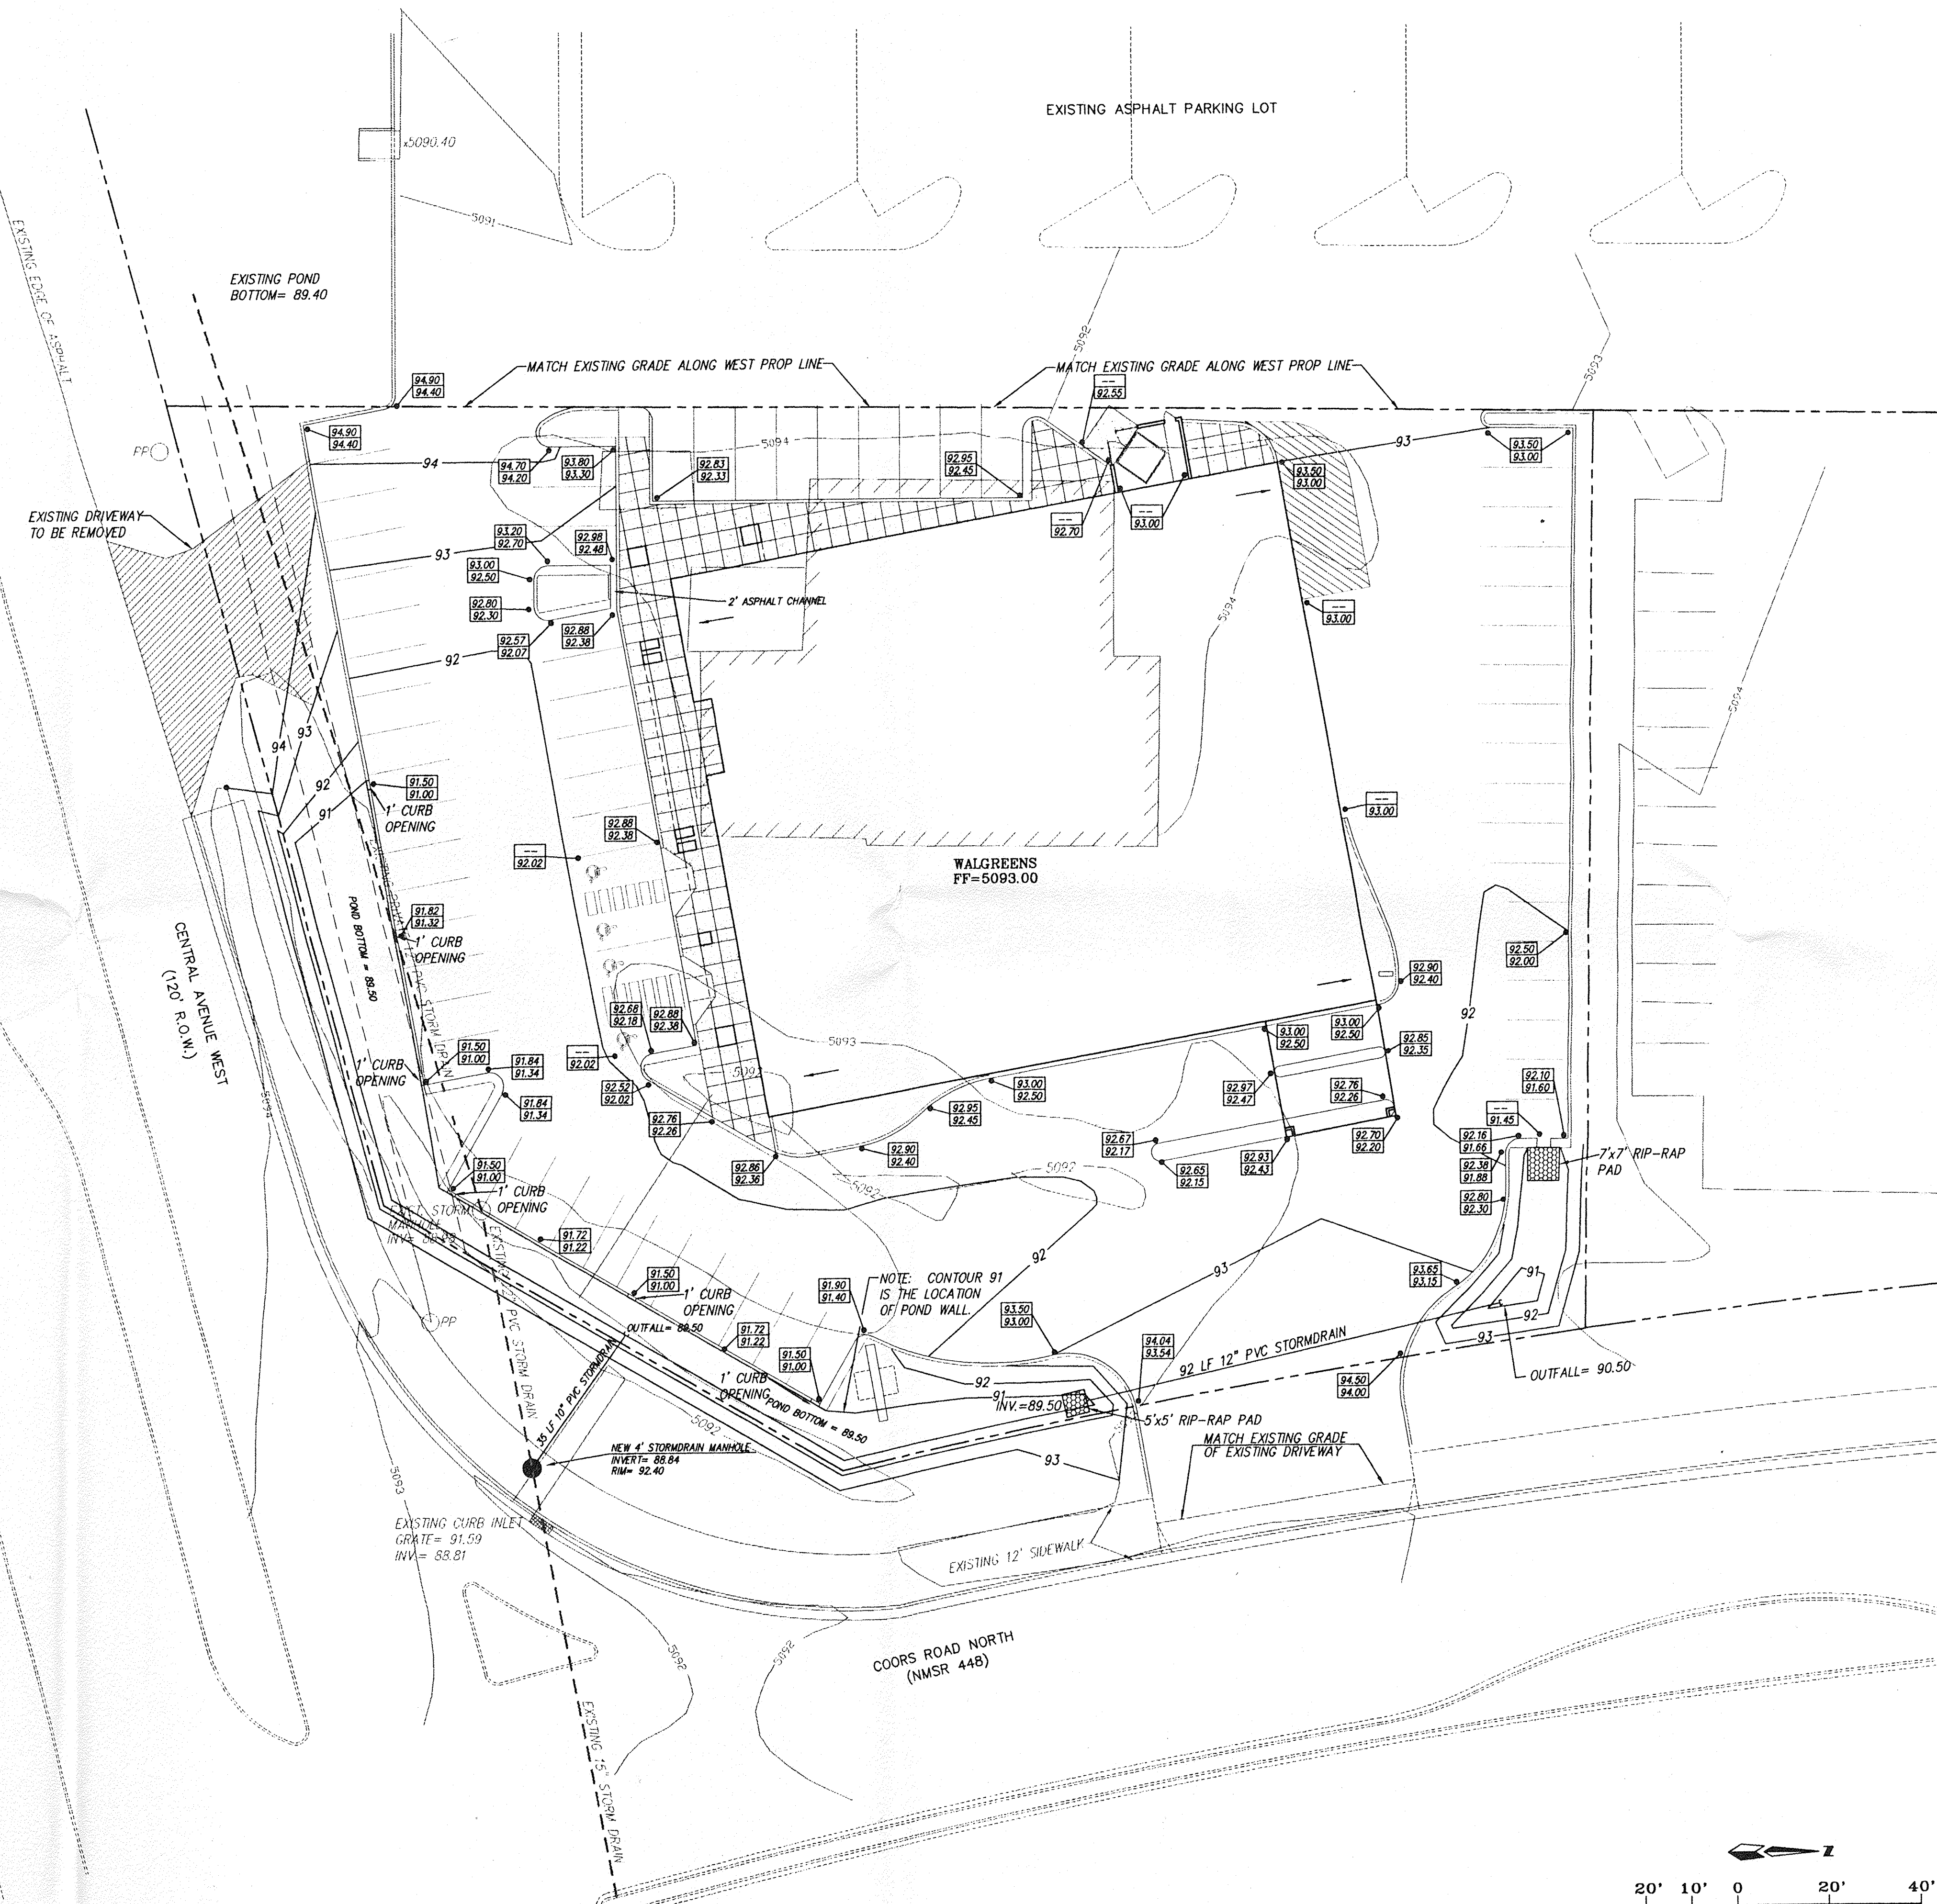 EXISTING ASPHALT PARKING LOT
x5090.40
5091
EXISTING EDGE OF ASPHALT
EXISTING POND
BOTTOM= 89.40
5092
5093
MATCH EXISTING GRADE ALONG WEST PROP LINE
MATCH EXISTING GRADE ALONG WEST PROP LINE
94.90
94.40
--
92.55
94.90
94.40
PP
94
94.70
94.20
93.80
93.30
92.83
92.33
5094
92.95
92.45
93
93.50
93.00
93.50
93.00
--
92.70
--
93.00
EXISTING DRIVEWAY
TO BE REMOVED
93
93.20
92.70
92.98
92.48
93.00
92.50
92.80
92.30
2' ASPHALT CHANNEL
92.57
92.07
92.88
92.38
92
--
93.00
5094
5094
94
93
92
91
91.50
91.00
1' CURB
OPENING
92.88
92.38
--
92.02
--
93.00
WALGREENS
FF=5093.00
POND BOTTOM = 89.50
91.82
91.32
1' CURB
OPENING
CENTRAL AVENUE WEST
(120' R.O.W.)
92.50
92.00
92.90
92.40
92
92.68
92.18
92.88
92.38
93.00
92.50
93.00
92.50
5093
--
92.02
92.85
92.35
1' CURB
OPENING
91.50
91.00
91.84
91.34
91.84
91.34
5094
92.52
92.02
5092
93.00
92.50
92.97
92.47
92.76
92.26
92.10
91.60
--
91.45
92.76
92.26
92.95
92.45
92.67
92.17
92.70
92.20
92.16
91.66
92.38
91.88
7'x7' RIP-RAP
PAD
92.86
92.36
92.90
92.40
92.65
92.15
92.93
92.43
92.80
92.30
5092
5092
91.50
91.00
1' CURB
OPENING
EXIST. STORM
MANHOLE
91.72
91.22
92
93
93.65
93.15
91
92
93
91.50
91.00
1' CURB
OPENING
91.90
91.40
NOTE: CONTOUR 91
IS THE LOCATION
OF POND WALL.
93.50
93.00
PP
OUTFALL= 89.50
91.72
91.22
94.04
93.54
92 LF 12" PVC STORMDRAIN
94.50
94.00
OUTFALL= 90.50
91.50
91.00
1' CURB
OPENING
92
91
INV.=89.50
POND BOTTOM = 89.50
5'x5' RIP-RAP PAD
MATCH EXISTING GRADE
OF EXISTING DRIVEWAY
35 LF 10" PVC STORMDRAIN
5092
NEW 4' STORMDRAIN MANHOLE
INVERT= 88.84
RIM= 92.40
93
5093
EXISTING CURB INLET
GRATE= 91.59
INV.= 88.81
EXISTING 12' SIDEWALK
5092
5092
COORS ROAD NORTH
(NMSR 448)
EXISTING 15" STORM DRAIN
Z
20' 10' 0 20' 40'